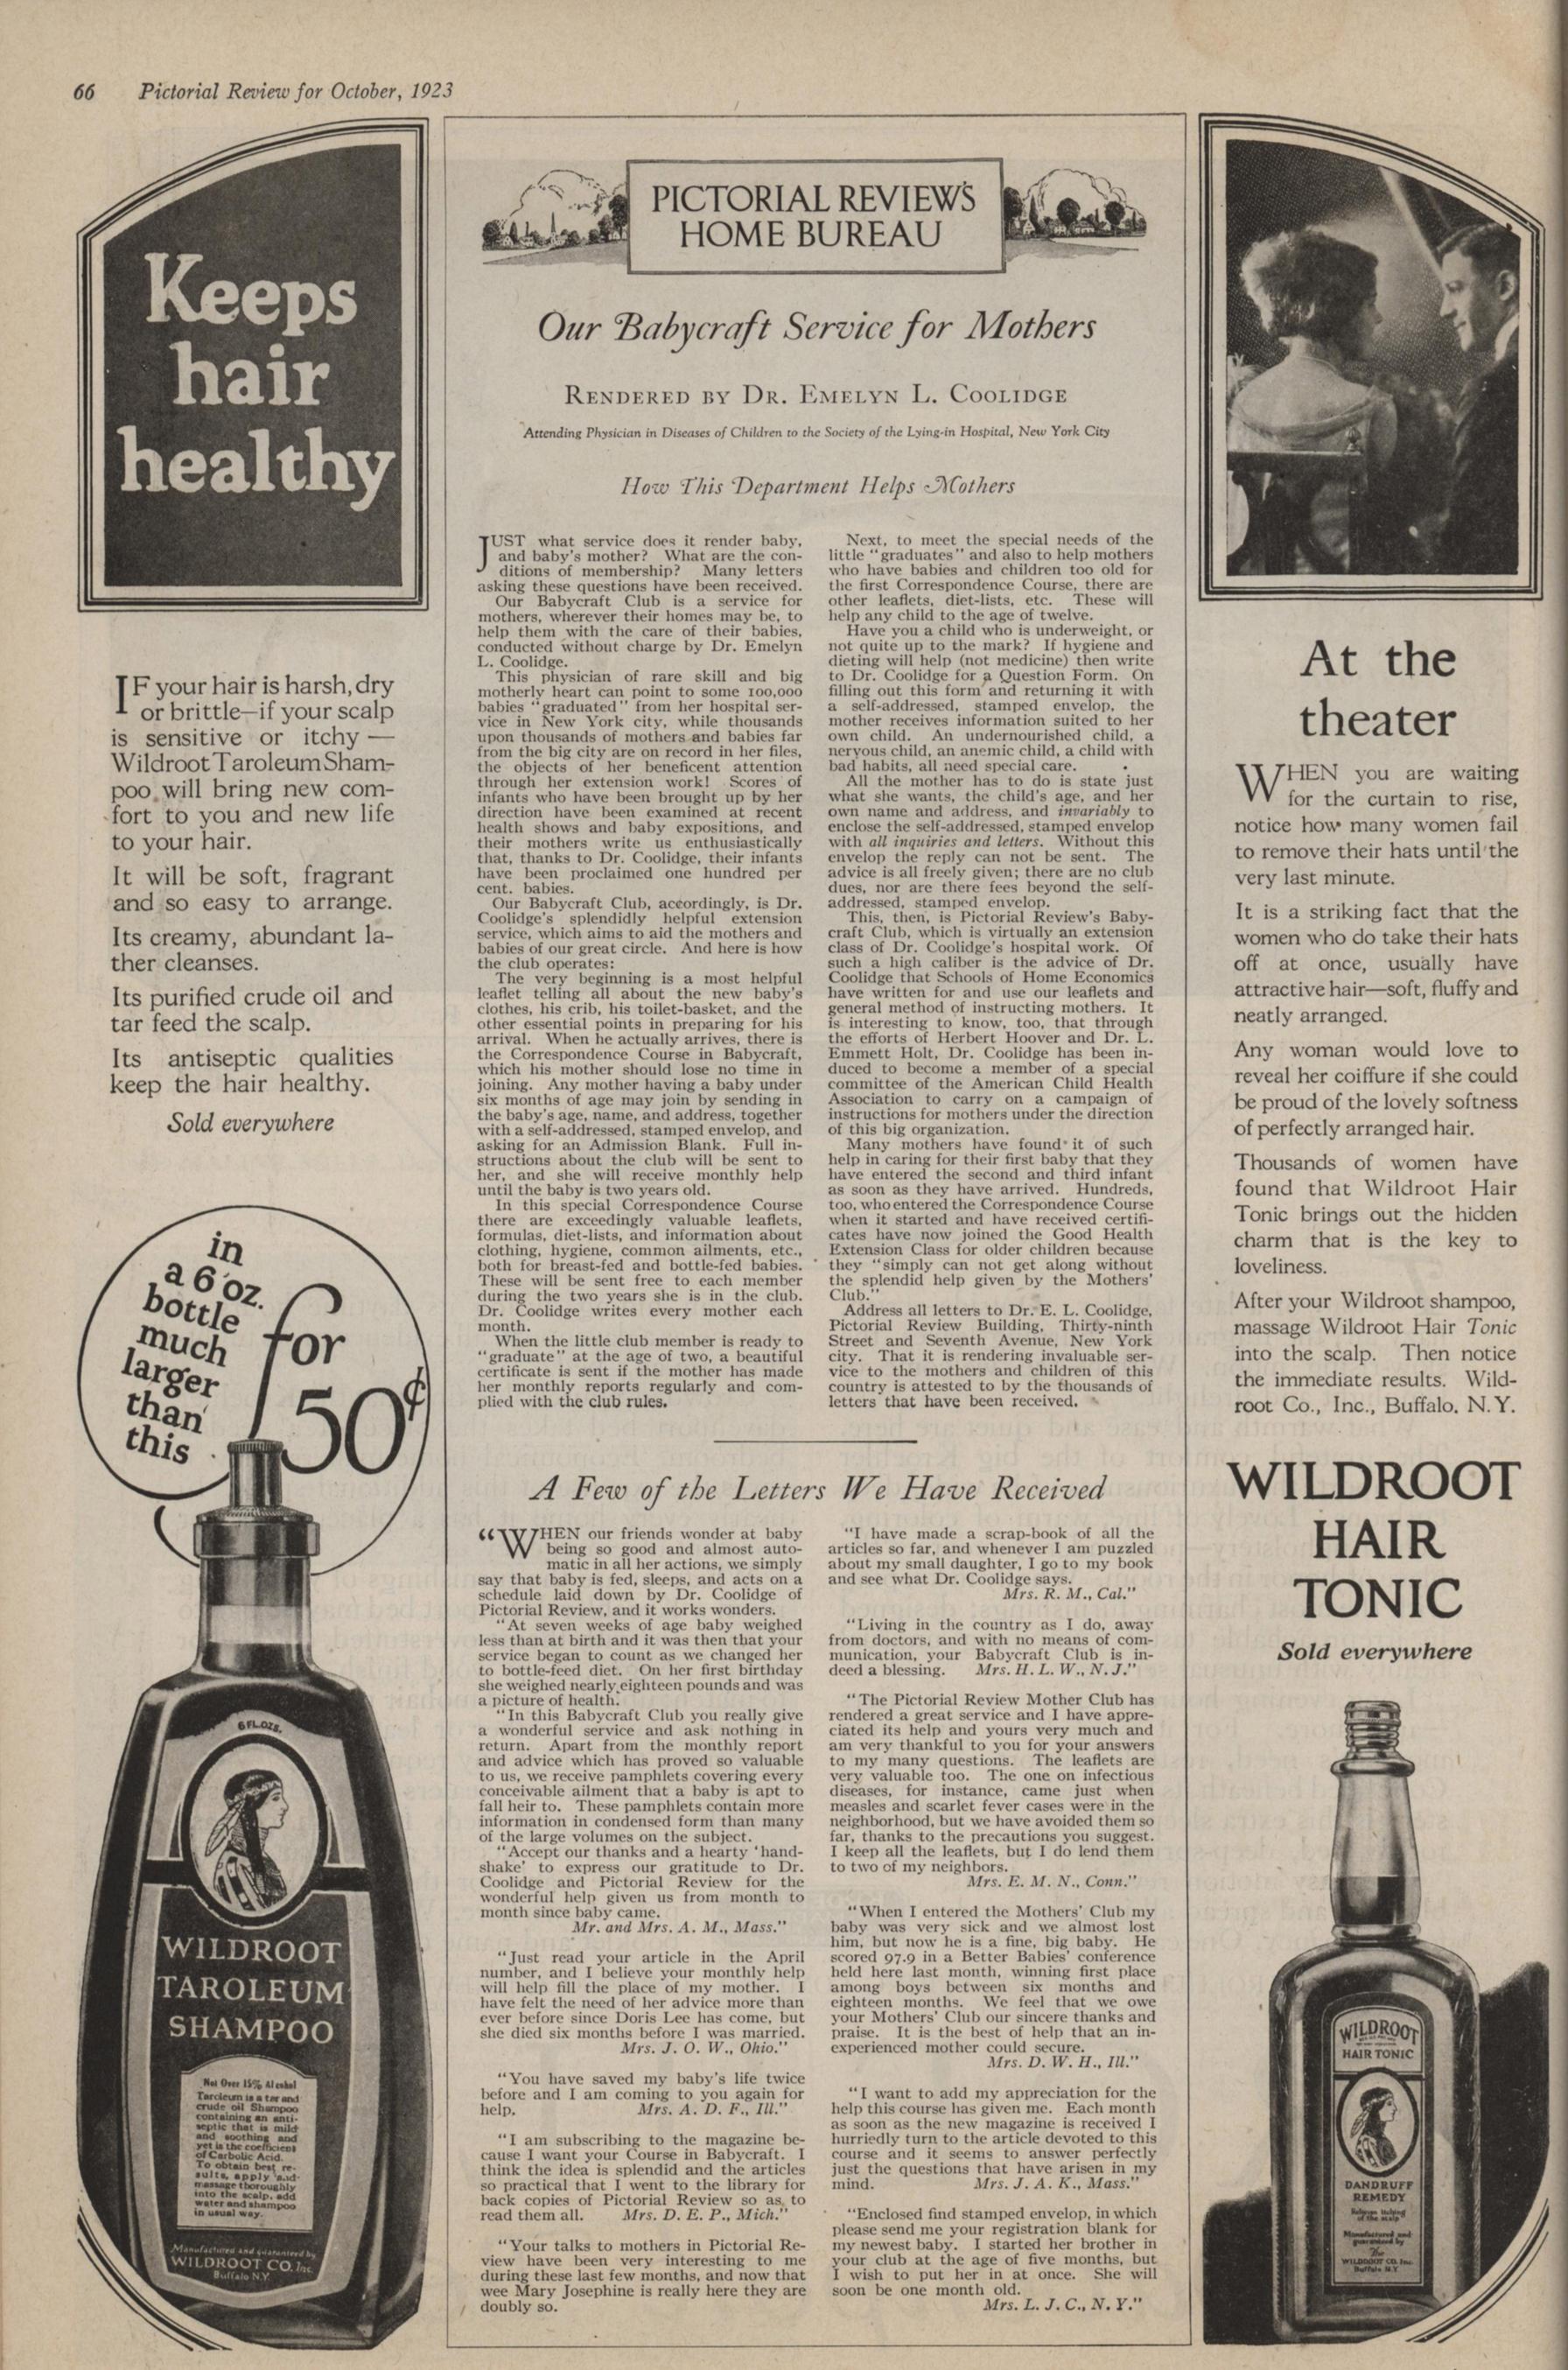 66 Pictorial Review for October, 1923
Keeps
hair
healthy
IF your hair is harsh, dry
or brittle—if your scalp
is sensitive or itchy —
Wildroot Taroleum Sham-
poo will bring new com-
fort to you and new life
to your hair.
It will be soft, fragrant
and so easy to arrange.
Its creamy, abundant la-
ther cleanses.
Its purified crude oil and
tar feed the scalp.
Its antiseptic qualities
keep the hair healthy.
Sold everywhere
in
a 6 oz.
bottle
much
larger
than
this
for
50¢
6 FL. OZS.
WILDROOT
TAROLEUM
SHAMPOO
Not Over 15% Alcohol
Taroleum is a tar and
crude oil Shampoo
containing an anti-
septic that is mild
and soothing and
yet is the coefficient
of Carbolic Acid.
To obtain best re-
sults, apply and
massage thoroughly
into the scalp, add
water and shampoo
in usual way.
Manufactured and guaranteed by
WILDROOT CO. Inc.
Buffalo N.Y.
PICTORIAL REVIEW'S
HOME BUREAU
Our Babycraft Service for Mothers
RENDERED BY DR. EMELYN L. COOLIDGE
Attending Physician in Diseases of Children to the Society of the Lying-in Hospital, New York City
How This Department Helps Mothers
JUST what service does it render baby,
and baby's mother? What are the con-
ditions of membership? Many letters
asking these questions have been received.
Our Babycraft Club is a service for
mothers, wherever their homes may be, to
help them with the care of their babies,
conducted without charge by Dr. Emelyn
L. Coolidge.
This physician of rare skill and big
motherly heart can point to some 100,000
babies "graduated" from her hospital ser-
vice in New York city, while thousands
upon thousands of mothers and babies far
from the big city are on record in her files,
the objects of her beneficent attention
through her extension work! Scores of
infants who have been brought up by her
direction have been examined at recent
health shows and baby expositions, and
their mothers write us enthusiastically
that, thanks to Dr. Coolidge, their infants
have been proclaimed one hundred per
cent. babies.
Our Babycraft Club, accordingly, is Dr.
Coolidge's splendidly helpful extension
service, which aims to aid the mothers and
babies of our great circle. And here is how
the club operates:
The very beginning is a most helpful
leaflet telling all about the new baby's
clothes, his crib, his toilet-basket, and the
other essential points in preparing for his
arrival. When he actually arrives, there is
the Correspondence Course in Babycraft,
which his mother should lose no time in
joining. Any mother having a baby under
six months of age may join by sending in
the baby's age, name, and address, together
with a self-addressed, stamped envelop, and
asking for an Admission Blank. Full in-
structions about the club will be sent to
her, and she will receive monthly help
until the baby is two years old.
In this special Correspondence Course
there are exceedingly valuable leaflets,
formulas, diet-lists, and information about
clothing, hygiene, common ailments, etc.,
both for breast-fed and bottle-fed babies.
These will be sent free to each member
during the two years she is in the club.
Dr. Coolidge writes every mother each
month.
When the little club member is ready to
"graduate" at the age of two, a beautiful
certificate is sent if the mother has made
her monthly reports regularly and com-
plied with the club rules.
Next, to meet the special needs of the
little "graduates" and also to help mothers
who have babies and children too old for
the first Correspondence Course, there are
other leaflets, diet-lists, etc. These will
help any child to the age of twelve.
Have you a child who is underweight, or
not quite up to the mark? If hygiene and
dieting will help (not medicine) then write
to Dr. Coolidge for a Question Form. On
filling out this form and returning it with
a self-addressed, stamped envelop, the
mother receives information suited to her
own child. An undernourished child, a
nervous child, an anemic child, a child with
bad habits, all need special care.
All the mother has to do is state just
what she wants, the child's age, and her
own name and address, and invariably to
enclose the self-addressed, stamped envelop
with all inquiries and letters. Without this
envelop the reply can not be sent. The
advice is all freely given; there are no club
dues, nor are there fees beyond the self-
addressed, stamped envelop.
This, then, is Pictorial Review's Baby-
craft Club, which is virtually an extension
class of Dr. Coolidge's hospital work. Of
such a high caliber is the advice of Dr.
Coolidge that Schools of Home Economics
have written for and use our leaflets and
general method of instructing mothers. It
is interesting to know, too, that through
the efforts of Herbert Hoover and Dr. L.
Emmett Holt, Dr. Coolidge has been in-
duced to become a member of a special
committee of the American Child Health
Association to carry on a campaign of
instructions for mothers under the direction
of this big organization.
Many mothers have found it of such
help in caring for their first baby that they
have entered the second and third infant
as soon as they have arrived. Hundreds,
too, who entered the Correspondence Course
when it started and have received certifi-
cates have now joined the Good Health
Extension Class for older children because
they "simply can not get along without
the splendid help given by the Mothers'
Club."
Address all letters to Dr. E. L. Coolidge,
Pictorial Review Building, Thirty-ninth
Street and Seventh Avenue, New York
city. That it is rendering invaluable ser-
vice to the mothers and children of this
country is attested to by the thousands of
letters that have been received.
A Few of the Letters We Have Received
"WHEN our friends wonder at baby
being so good and almost auto-
matic in all her actions, we simply
say that baby is fed, sleeps, and acts on a
schedule laid down by Dr. Coolidge of
Pictorial Review, and it works wonders.
"At seven weeks of age baby weighed
less than at birth and it was then that your
service began to count as we changed her
to bottle-feed diet. On her first birthday
she weighed nearly eighteen pounds and was
a picture of health.
"In this Babycraft Club you really give
a wonderful service and ask nothing in
return. Apart from the monthly report
and advice which has proved so valuable
to us, we receive pamphlets covering every
conceivable ailment that a baby is apt to
fall heir to. These pamphlets contain more
information in condensed form than many
of the large volumes on the subject.
"Accept our thanks and a hearty 'hand-
shake' to express our gratitude to Dr.
Coolidge and Pictorial Review for the
wonderful help given us from month to
month since baby came.
Mr. and Mrs. A. M., Mass."
"Just read your article in the April
number, and I believe your monthly help
will help fill the place of my mother. I
have felt the need of her advice more than
ever before since Doris Lee has come, but
she died six months before I was married.
Mrs. J. O. W., Ohio."
"You have saved my baby's life twice
before and I am coming to you again for
help. Mrs. A. D. F., Ill."
"I am subscribing to the magazine be-
cause I want your Course in Babycraft. I
think the idea is splendid and the articles
so practical that I went to the library for
back copies of Pictorial Review so as to
read them all. Mrs. D. E. P., Mich."
"Your talks to mothers in Pictorial Re-
view have been very interesting to me
during these last few months, and now that
wee Mary Josephine is really here they are
doubly so.
"I have made a scrap-book of all the
articles so far, and whenever I am puzzled
about my small daughter, I go to my book
and see what Dr. Coolidge says.
Mrs. R. M., Cal."
"Living in the country as I do, away
from doctors, and with no means of com-
munication, your Babycraft Club is in-
deed a blessing. Mrs. H. L. W., N. J."
"The Pictorial Review Mother Club has
rendered a great service and I have appre-
ciated its help and yours very much and
am very thankful to you for your answers
to my many questions. The leaflets are
very valuable too. The one on infectious
diseases, for instance, came just when
measles and scarlet fever cases were in the
neighborhood, but we have avoided them so
far, thanks to the precautions you suggest.
I keep all the leaflets, but I do lend them
to two of my neighbors.
Mrs. E. M. N., Conn."
"When I entered the Mothers' Club my
baby was very sick and we almost lost
him, but now he is a fine, big baby. He
scored 97.9 in a Better Babies' conference
held here last month, winning first place
among boys between six months and
eighteen months. We feel that we owe
your Mothers' Club our sincere thanks and
praise. It is the best of help that an in-
experienced mother could secure.
Mrs. D. W. H., Ill."
"I want to add my appreciation for the
help this course has given me. Each month
as soon as the new magazine is received I
hurriedly turn to the article devoted to this
course and it seems to answer perfectly
just the questions that have arisen in my
mind. Mrs. J. A. K., Mass."
"Enclosed find stamped envelop, in which
please send me your registration blank for
my newest baby. I started her brother in
your club at the age of five months, but
I wish to put her in at once. She will
soon be one month old.
Mrs. L. J. C., N. Y."
At the
theater
WHEN you are waiting
for the curtain to rise,
notice how many women fail
to remove their hats until the
very last minute.
It is a striking fact that the
women who do take their hats
off at once, usually have
attractive hair—soft, fluffy and
neatly arranged.
Any woman would love to
reveal her coiffure if she could
be proud of the lovely softness
of perfectly arranged hair.
Thousands of women have
found that Wildroot Hair
Tonic brings out the hidden
charm that is the key to
loveliness.
After your Wildroot shampoo,
massage Wildroot Hair Tonic
into the scalp. Then notice
the immediate results. Wild-
root Co., Inc., Buffalo, N. Y.
WILDROOT
HAIR
TONIC
Sold everywhere
WILDROOT
HAIR TONIC
DANDRUFF
REMEDY
Relieves Itching
of the scalp
Manufactured and
guaranteed by
The
WILDROOT CO. Inc.
Buffalo N.Y.